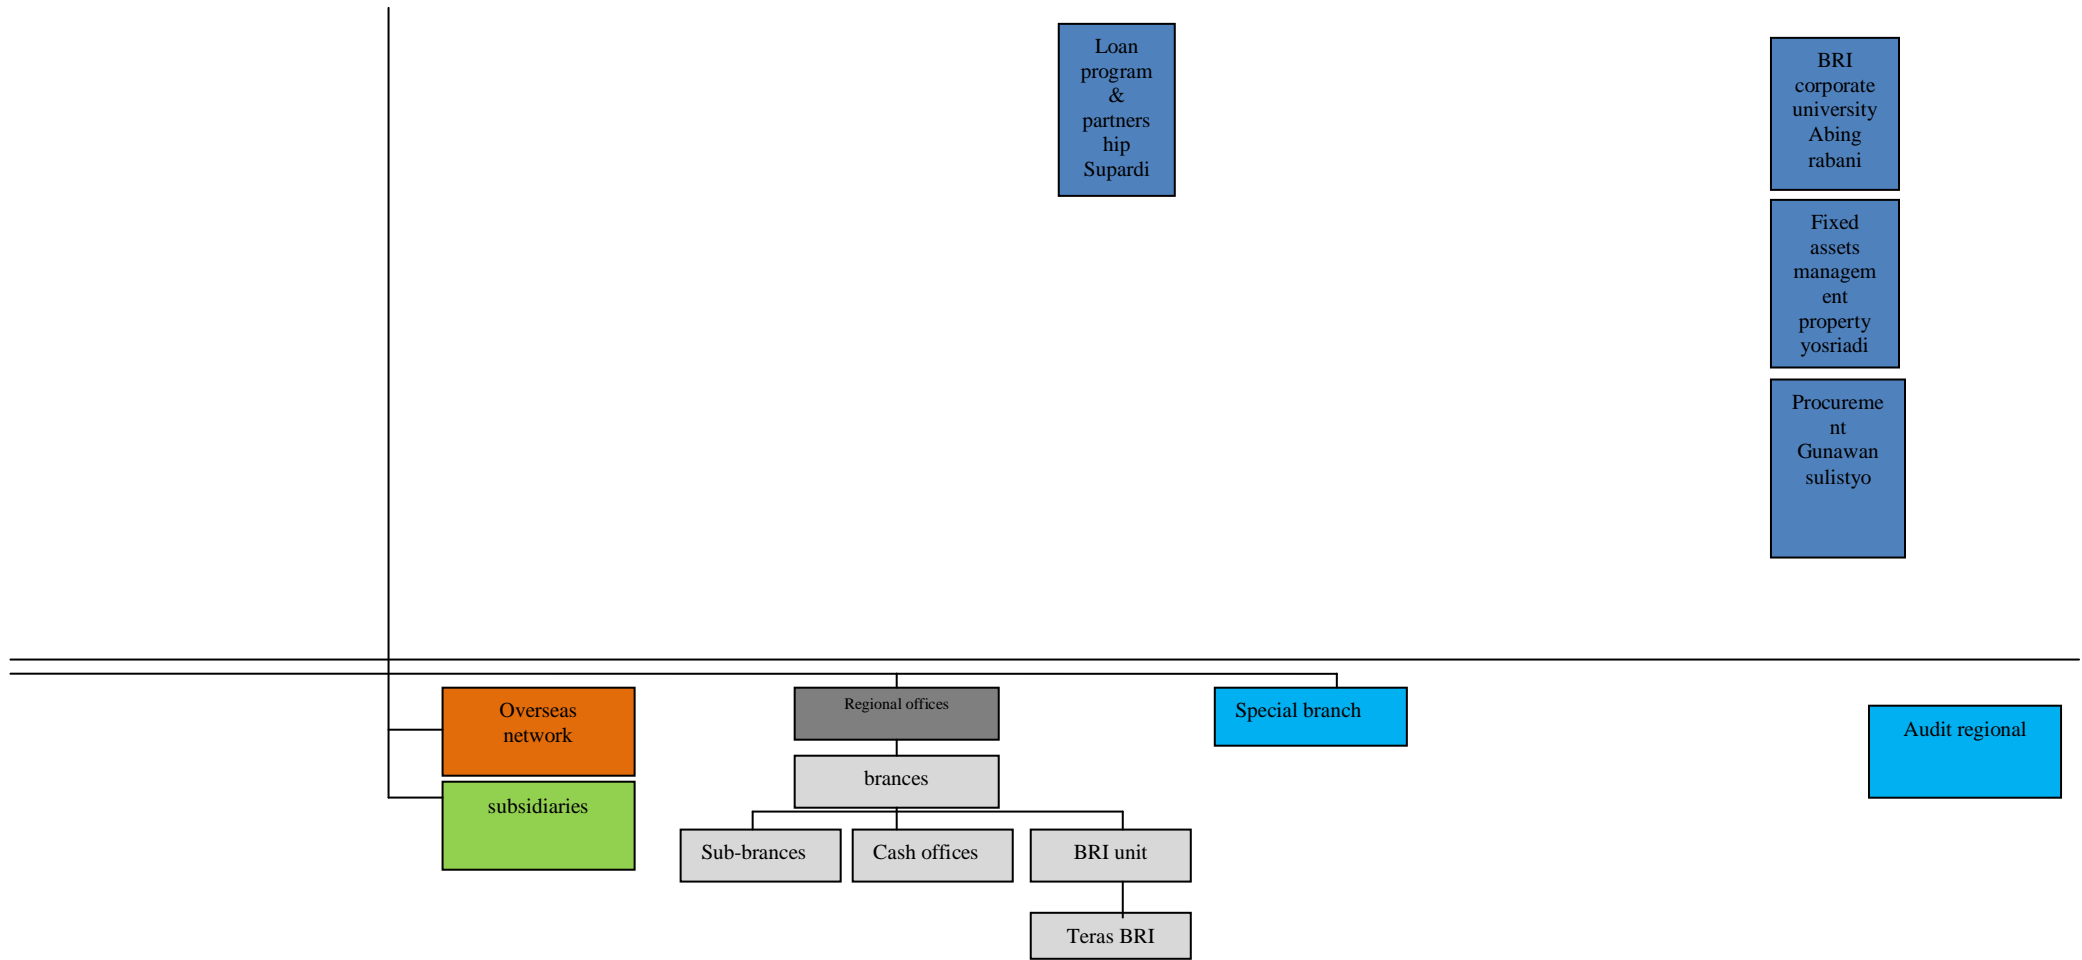 Loan
program
&
partners
hip
Supardi
BRI
corporate
university
Abing
rabani
Fixed
assets
managem
ent
property
yosriadi
Procureme
nt
Gunawan
sulistyo
Overseas
network
Regional offices
Special branch
Audit regional
brances
subsidiaries
Sub-brances
Cash offices
BRI unit
Teras BRI